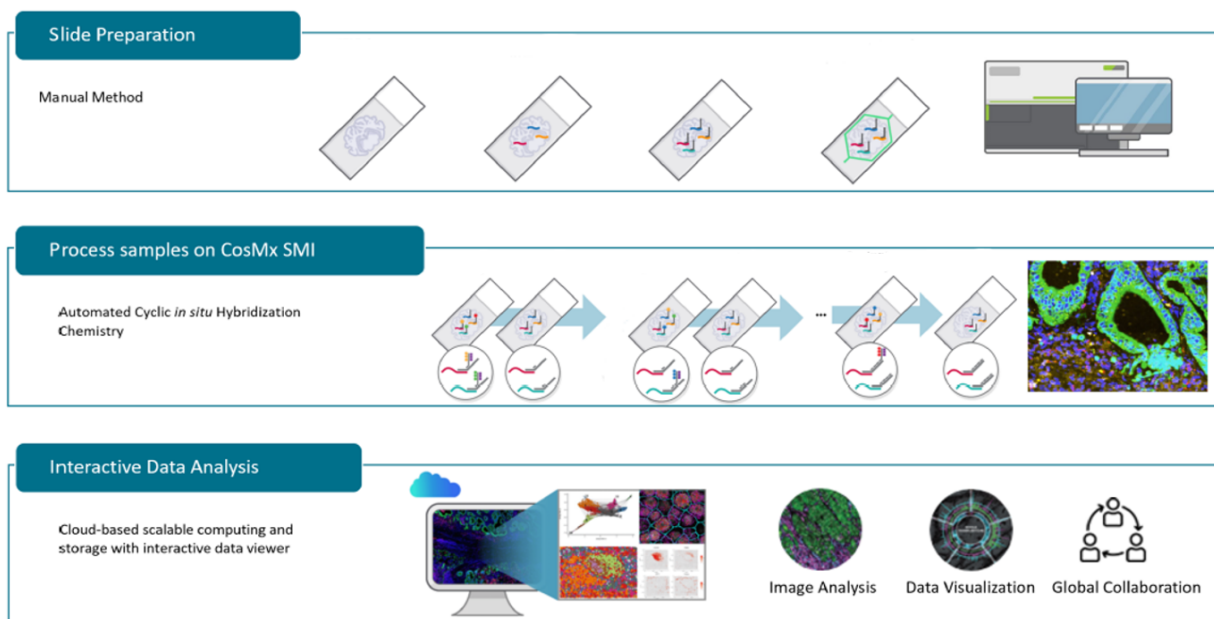 Slide Preparation
Manual Method
Process samples on CosMx SMI
Automated Cyclic in situ Hybridization
Chemistry
...
Interactive Data Analysis
Cloud-based scalable computing and
storage with interactive data viewer
Image Analysis
Data Visualization
Global Collaboration